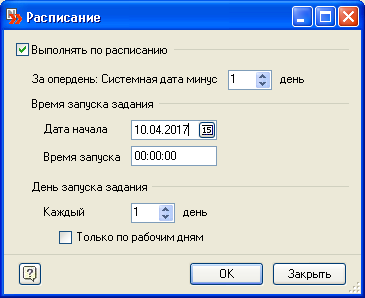 Расписание
Выполнять по расписанию
За опердень: Системная дата минус 1 день
Время запуска задания
Дата начала 10.04.2017 15
Время запуска 00:00:00
День запуска задания
Каждый 1 день
Только по рабочим дням
? OK Закрыть